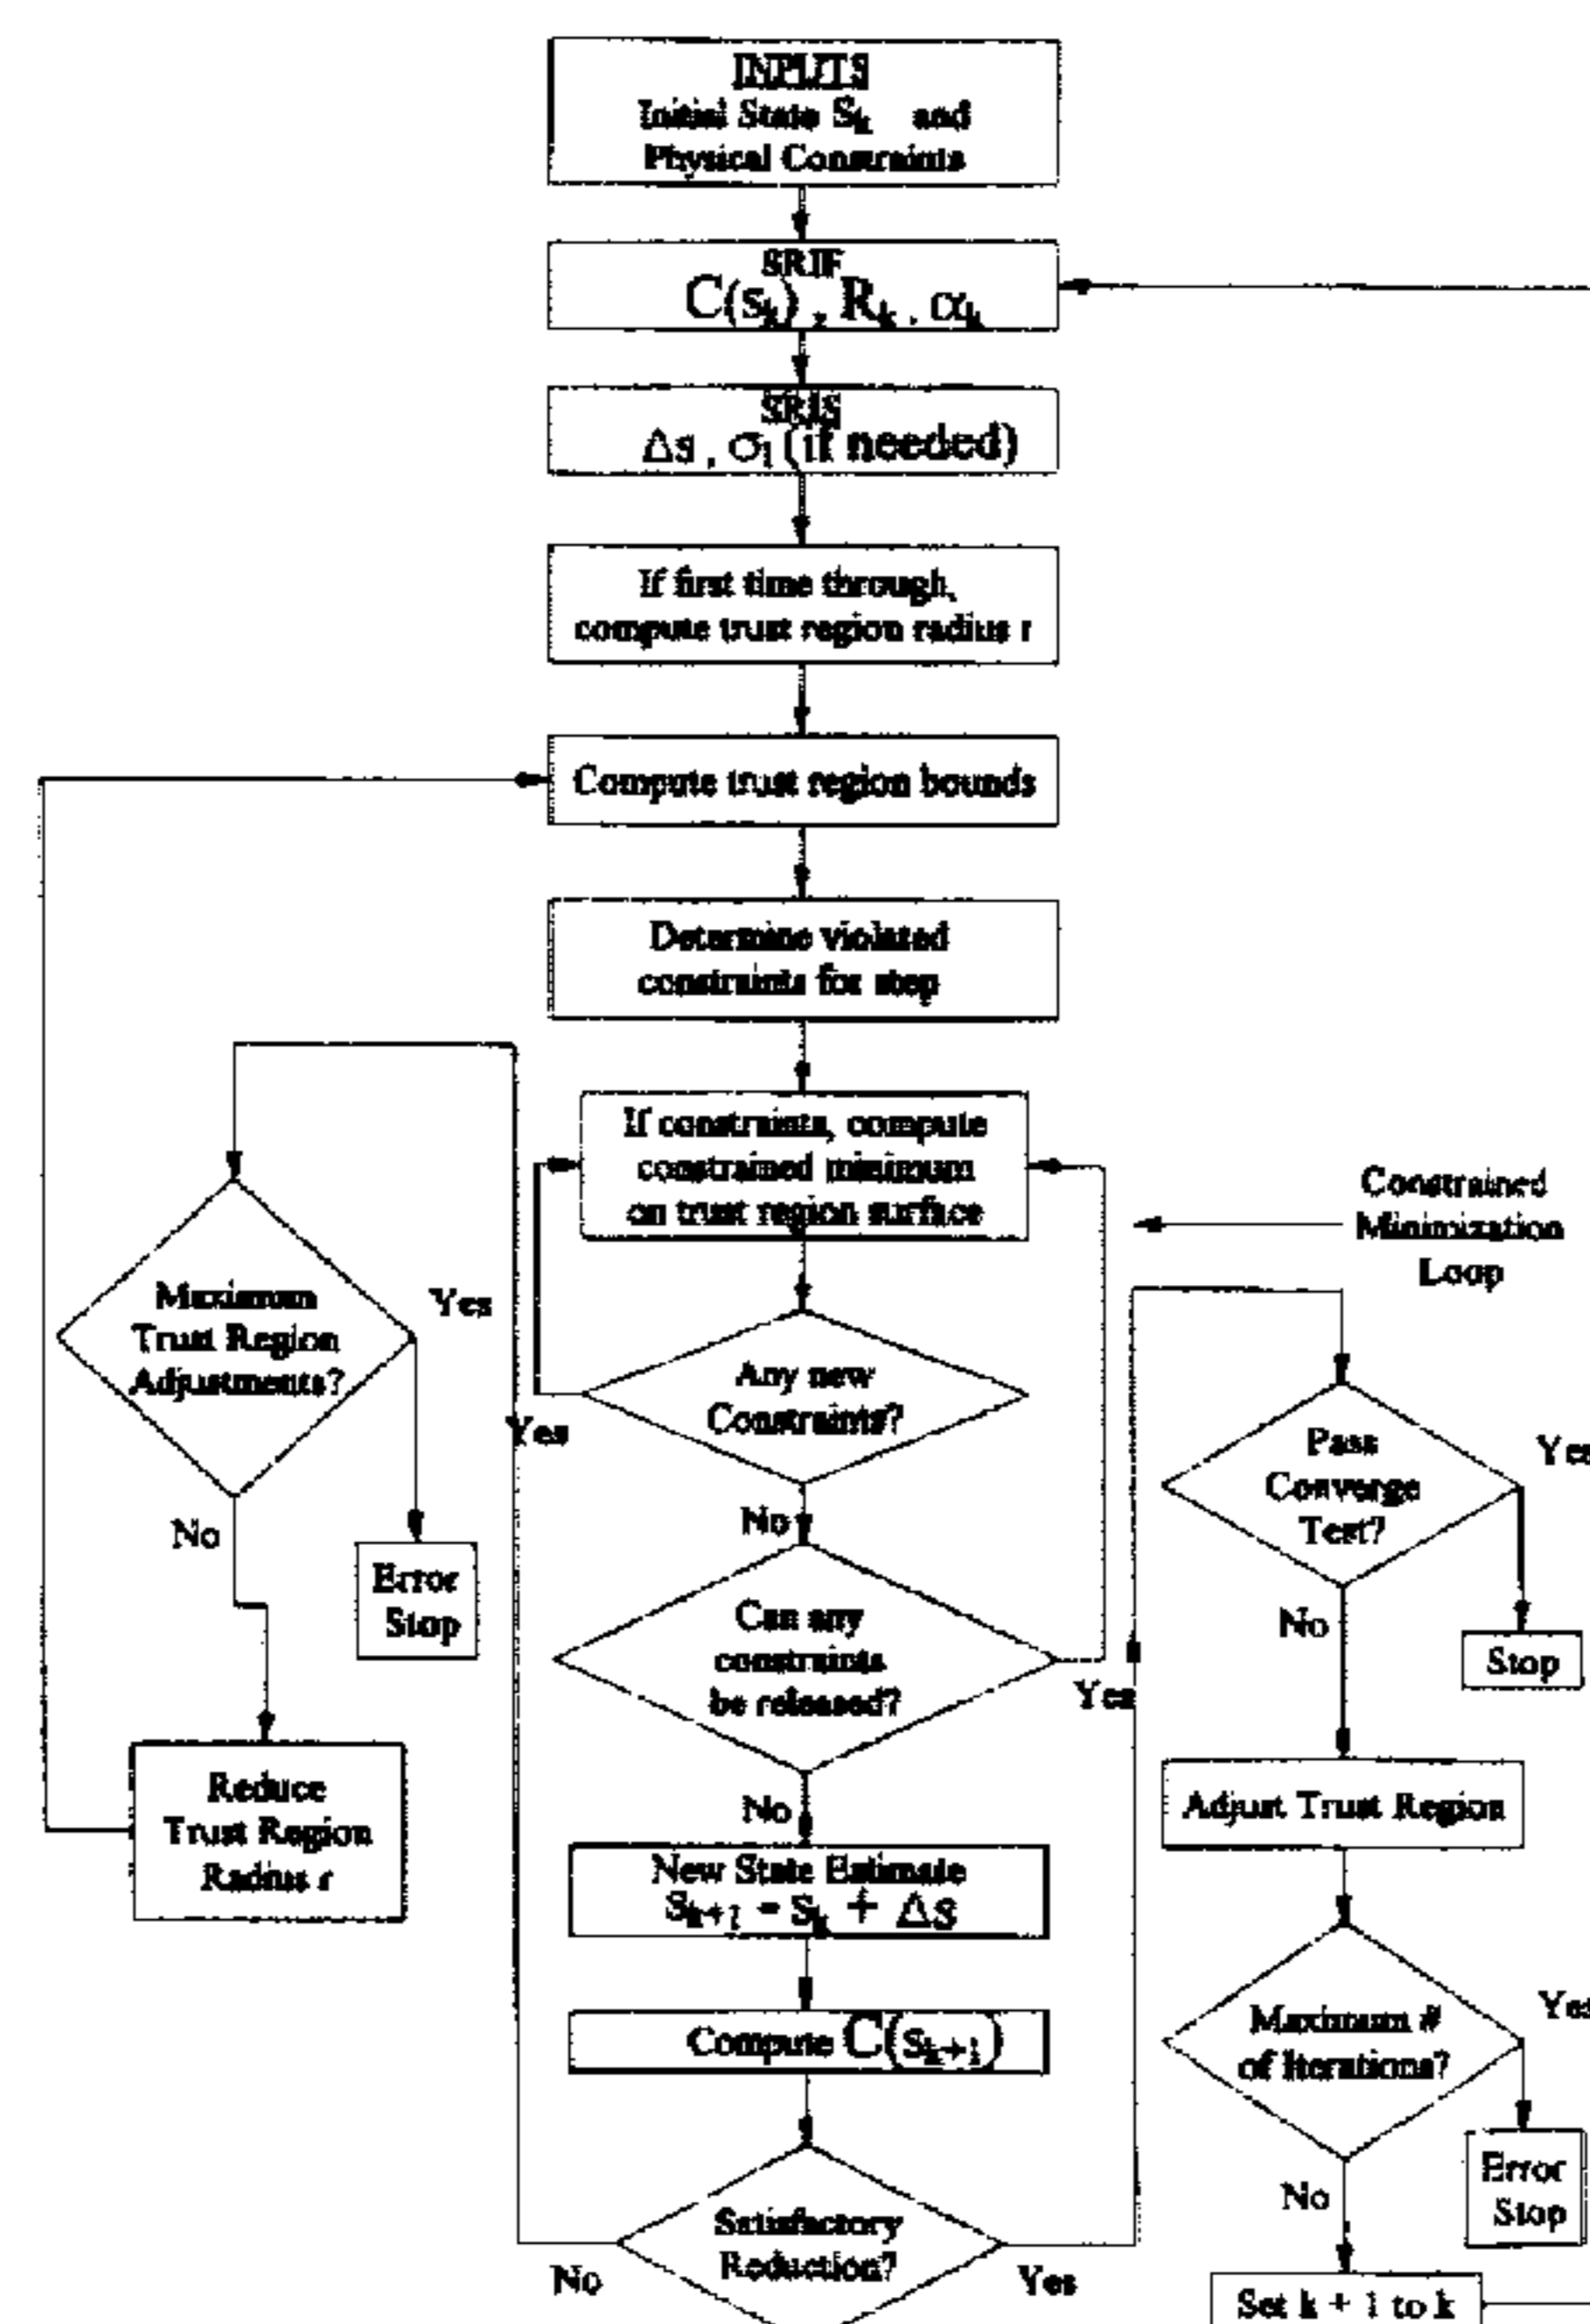 INPUTS
Initial State Sk and
Physical Constraints
SRIF
C(sk), Rk, αk
SRIS
Δs, σi (if needed)
If first time through,
compute trust region radius r
Compute trust region bounds
Determine violated
constraints for step
If constraints, compute
constrained minimum
on trust region surface
Constrained
Minimization
Loop
Maximum
Trust Region
Adjustments?
Yes
No
Error
Stop
Reduce
Trust Region
Radius r
Any new
Constraints?
Yes
No
Can any
constraints
be released?
Yes
No
New State Estimate
Sk+1 = Sk + Δs
Compute C(sk+1)
Satisfactory
Reduction?
No
Yes
Pass
Converge
Test?
Yes
No
Stop
Adjust Trust Region
Maximum #
of Iterations?
Yes
No
Error
Stop
Set k + 1 to k